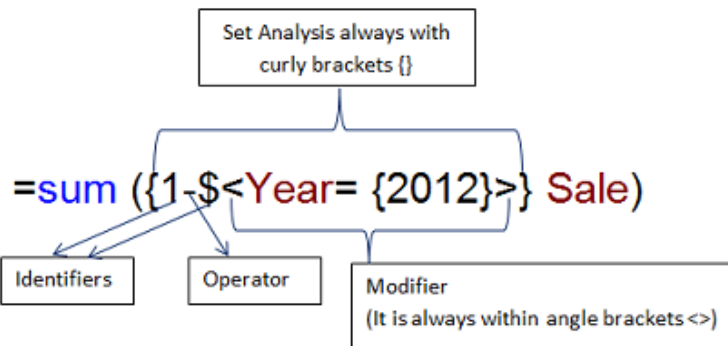 Set Analysis always with
curly brackets {}
=sum ({1-$<Year= {2012}>} Sale)
Identifiers
Operator
Modifier
(It is always within angle brackets <>)